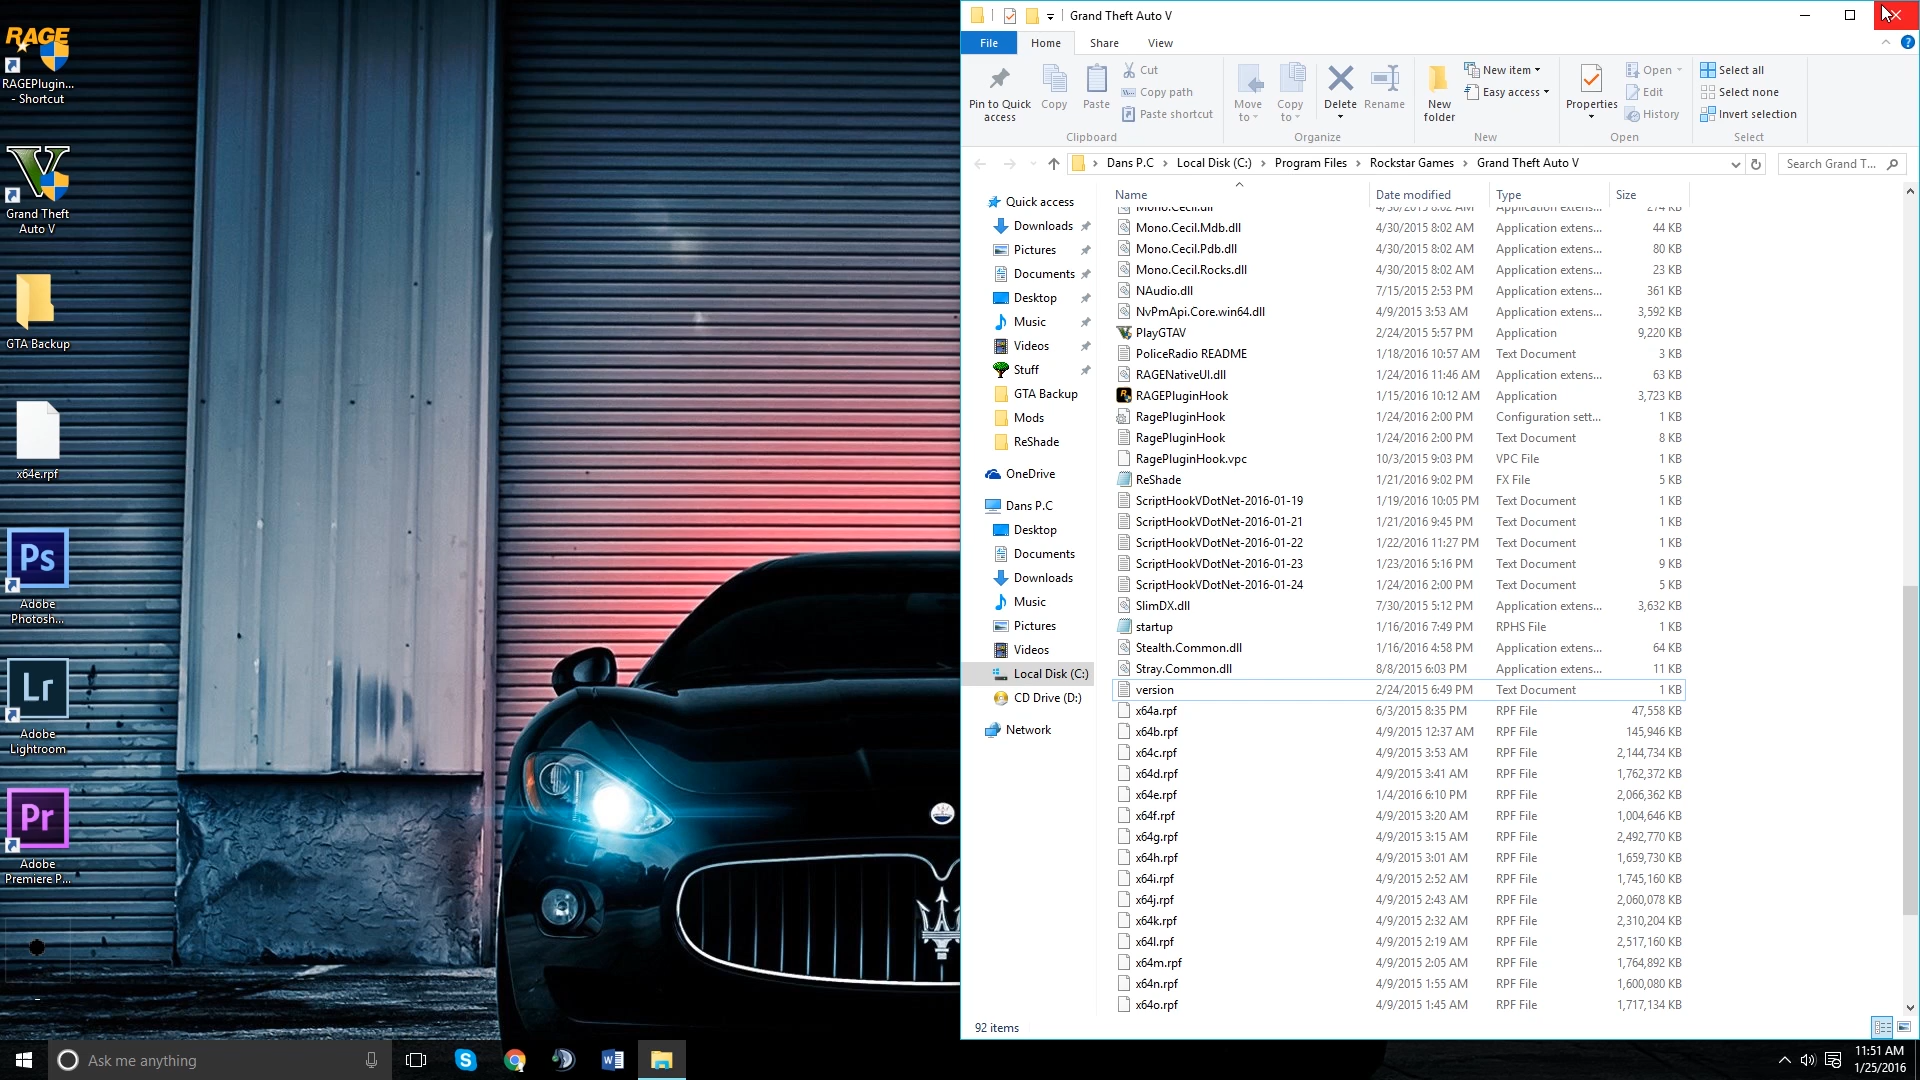 RAGE
RAGEPlugin...
- Shortcut
Grand Theft
Auto V
GTA Backup
x64e.rpf
Ps
Adobe
Photosh...
Lr
Adobe
Lightroom
Pr
Adobe
Premiere P...
Grand Theft Auto V
File Home Share View
Pin to Quick
access
Copy
Paste
Cut
Copy path
Paste shortcut
Clipboard
Move
to
Copy
to
Delete
Rename
Organize
New
folder
New item
Easy access
New
Properties
Open
Edit
History
Open
Select all
Select none
Invert selection
Select
Dans P.C > Local Disk (C:) > Program Files > Rockstar Games > Grand Theft Auto V
Search Grand T...
Quick access
Downloads
Pictures
Documents
Desktop
Music
Videos
Stuff
GTA Backup
Mods
ReShade
OneDrive
Dans P.C
Desktop
Documents
Downloads
Music
Pictures
Videos
Local Disk (C:)
CD Drive (D:)
Network
Name Date modified Type Size
Mono.Cecil.dll 4/30/2015 8:02 AM Application extens... 274 KB
Mono.Cecil.Mdb.dll 4/30/2015 8:02 AM Application extens... 44 KB
Mono.Cecil.Pdb.dll 4/30/2015 8:02 AM Application extens... 80 KB
Mono.Cecil.Rocks.dll 4/30/2015 8:02 AM Application extens... 23 KB
NAudio.dll 7/15/2015 2:53 PM Application extens... 361 KB
NvPmApi.Core.win64.dll 4/9/2015 3:53 AM Application extens... 3,592 KB
PlayGTAV 2/24/2015 5:57 PM Application 9,220 KB
PoliceRadio README 1/18/2016 10:57 AM Text Document 3 KB
RAGENativeUI.dll 1/24/2016 11:46 AM Application extens... 63 KB
RAGEPluginHook 1/15/2016 10:12 AM Application 3,723 KB
RagePluginHook 1/24/2016 2:00 PM Configuration sett... 1 KB
RagePluginHook 1/24/2016 2:00 PM Text Document 8 KB
RagePluginHook.vpc 10/3/2015 9:03 PM VPC File 1 KB
ReShade 1/21/2016 9:02 PM FX File 5 KB
ScriptHookVDotNet-2016-01-19 1/19/2016 10:05 PM Text Document 1 KB
ScriptHookVDotNet-2016-01-21 1/21/2016 9:45 PM Text Document 1 KB
ScriptHookVDotNet-2016-01-22 1/22/2016 11:27 PM Text Document 1 KB
ScriptHookVDotNet-2016-01-23 1/23/2016 5:16 PM Text Document 9 KB
ScriptHookVDotNet-2016-01-24 1/24/2016 2:00 PM Text Document 5 KB
SlimDX.dll 7/30/2015 5:12 PM Application extens... 3,632 KB
startup 1/16/2016 7:49 PM RPHS File 1 KB
Stealth.Common.dll 1/16/2016 4:58 PM Application extens... 64 KB
Stray.Common.dll 8/8/2015 6:03 PM Application extens... 11 KB
version 2/24/2015 6:49 PM Text Document 1 KB
x64a.rpf 6/3/2015 8:35 PM RPF File 47,558 KB
x64b.rpf 4/9/2015 12:37 AM RPF File 145,946 KB
x64c.rpf 4/9/2015 3:53 AM RPF File 2,144,734 KB
x64d.rpf 4/9/2015 3:41 AM RPF File 1,762,372 KB
x64e.rpf 1/4/2016 6:10 PM RPF File 2,066,362 KB
x64f.rpf 4/9/2015 3:20 AM RPF File 1,004,646 KB
x64g.rpf 4/9/2015 3:15 AM RPF File 2,492,770 KB
x64h.rpf 4/9/2015 3:01 AM RPF File 1,659,730 KB
x64i.rpf 4/9/2015 2:52 AM RPF File 1,745,160 KB
x64j.rpf 4/9/2015 2:43 AM RPF File 2,060,078 KB
x64k.rpf 4/9/2015 2:32 AM RPF File 2,310,204 KB
x64l.rpf 4/9/2015 2:19 AM RPF File 2,517,160 KB
x64m.rpf 4/9/2015 2:05 AM RPF File 1,764,892 KB
x64n.rpf 4/9/2015 1:55 AM RPF File 1,600,080 KB
x64o.rpf 4/9/2015 1:45 AM RPF File 1,717,134 KB
92 items
Ask me anything
11:51 AM
1/25/2016